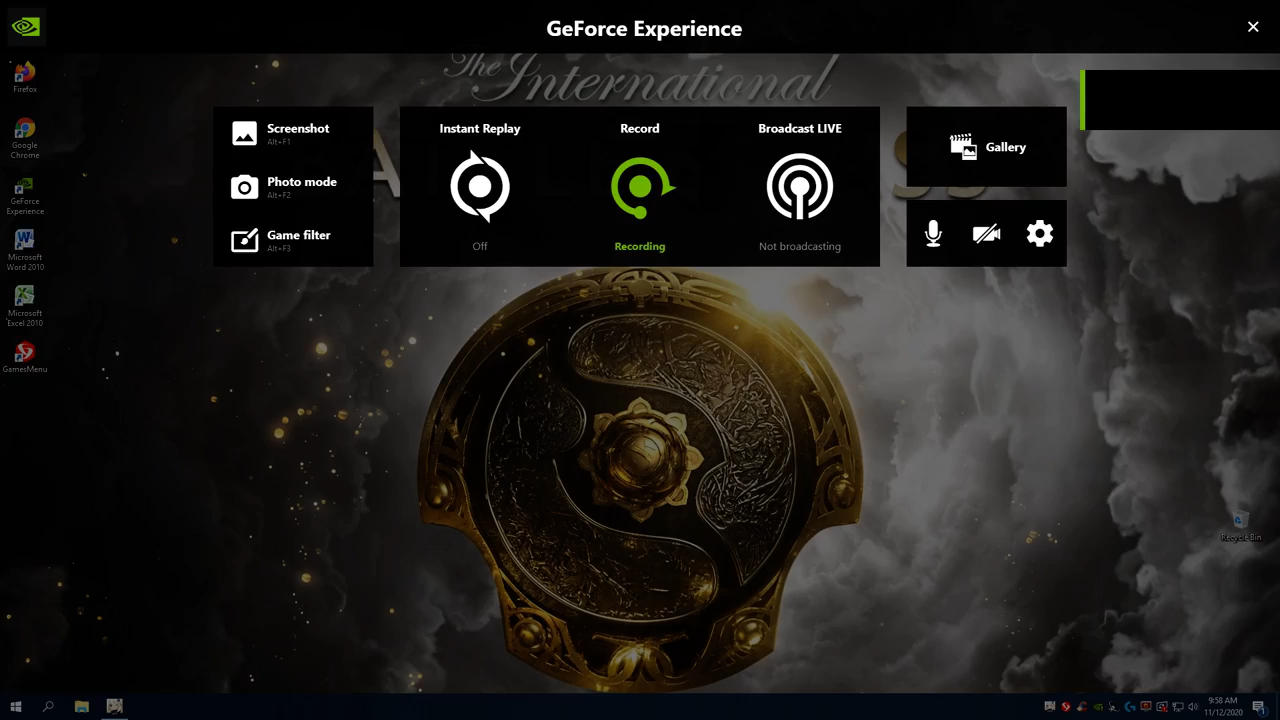 GeForce Experience
The
International
Firefox
Google
Chrome
GeForce
Experience
Microsoft
Word 2010
Microsoft
Excel 2010
GamesMenu
Screenshot
Alt+F1
Photo mode
Alt+F2
Game filter
Alt+F3
Instant Replay
Off
Record
Recording
Broadcast LIVE
Not broadcasting
Gallery
Recycle Bin
9:58 AM
11/12/2020